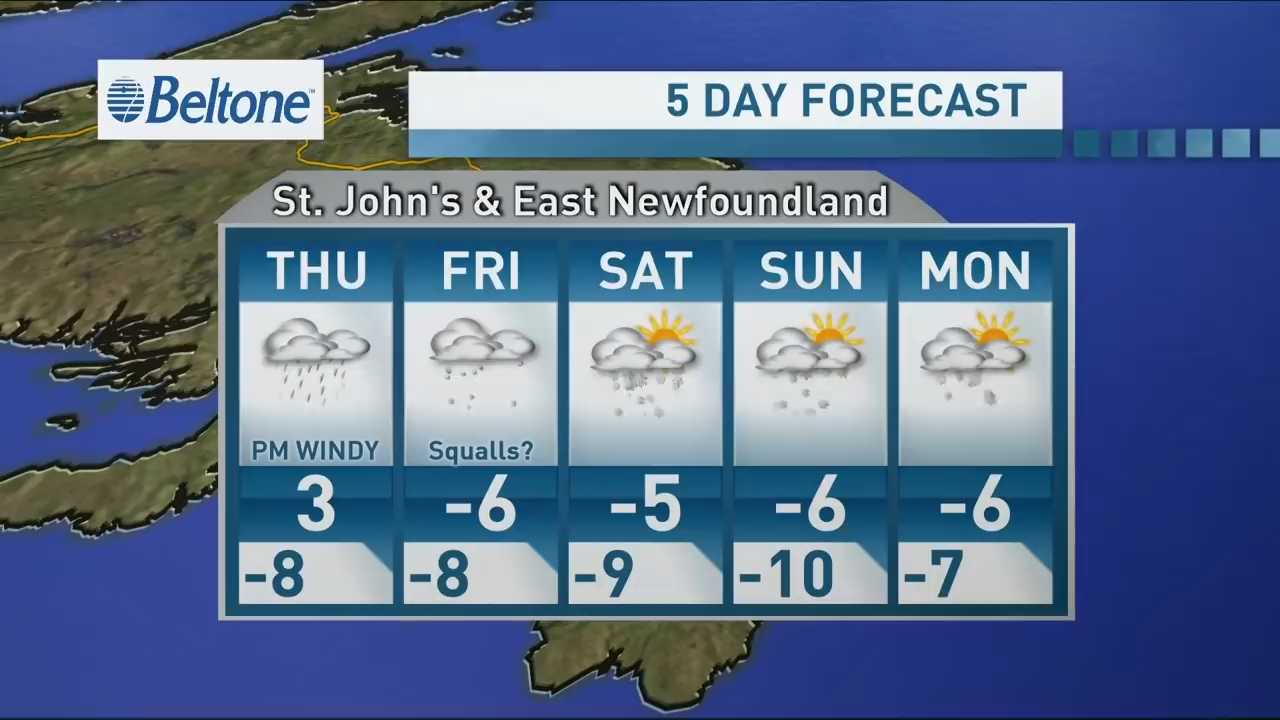 Beltone™
5 DAY FORECAST
St. John's & East Newfoundland
THU FRI SAT SUN MON
PM WINDY Squalls?
3 -6 -5 -6 -6
-8 -8 -9 -10 -7